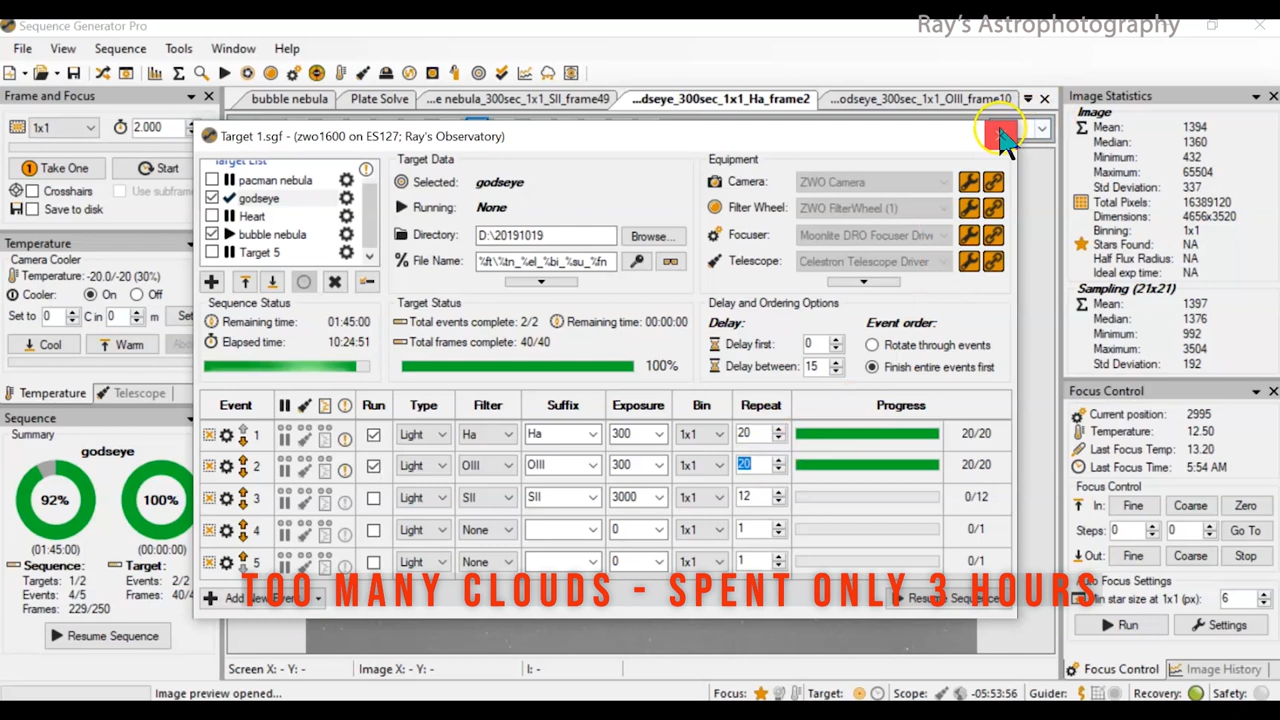 Sequence Generator Pro
Ray's Astrophotography
File View Sequence Tools Window Help
Frame and Focus
1x1
2.000
Take One
Start
Crosshairs
Use subframe
Save to disk
Temperature
Camera Cooler
Temperature: -20.0/-20 (30%)
Cooler: On Off
Set to 0 C in 0 m
Cool
Warm
Temperature
Telescope
Sequence
Summary
godseye
92%
100%
(01:45:00)
(00:00:00)
Sequence:
Target:
Targets: 1/2
Events: 2/2
Events: 4/5
Frames: 40/4
Frames: 229/250
Resume Sequence
bubble nebula
Plate Solve
...e nebula_300sec_1x1_SII_frame49
...dseye_300sec_1x1_Ha_frame2
...odseye_300sec_1x1_OIII_frame10
Target 1.sgf - (zwo1600 on ES127; Ray's Observatory)
Target List
pacman nebula
godseye
Heart
bubble nebula
Target 5
Target Data
Selected: godseye
Running: None
Directory: D:\20191019 Browse...
File Name: %ft\%tn_%el_%bi_%su_%fn
Equipment
Camera: ZWO Camera
Filter Wheel: ZWO FilterWheel (1)
Focuser: Moonlite DRO Focuser Drive
Telescope: Celestron Telescope Driver
Sequence Status
Remaining time: 01:45:00
Elapsed time: 10:24:51
Target Status
Total events complete: 2/2 Remaining time: 00:00:00
Total frames complete: 40/40
100%
Delay and Ordering Options
Delay:
Delay first: 0
Delay between: 15
Event order:
Rotate through events
Finish entire events first
Event Run Type Filter Suffix Exposure Bin Repeat Progress
1 Light Ha Ha 300 1x1 20 20/20
2 Light OIII OIII 300 1x1 20 20/20
3 Light SII SII 3000 1x1 12 0/12
4 Light None 0 1x1 1 0/1
5 Light None 0 1x1 1 0/1
TOO MANY CLOUDS - SPENT ONLY 3 HOURS
Add New Event
Resume Sequence
Screen X: - Y: - Image X: - Y: - I: -
Image Statistics
Image
Mean: 1394
Median: 1360
Minimum: 432
Maximum: 65504
Std Deviation: 337
Total Pixels: 16389120
Dimensions: 4656x3520
Binning: 1x1
Stars Found: NA
Half Flux Radius: NA
Ideal exp time: NA
Sampling (21x21)
Mean: 1397
Median: 1376
Minimum: 992
Maximum: 3504
Std Deviation: 192
Focus Control
Current position: 2995
Temperature: 12.50
Last Focus Temp: 13.20
Last Focus Time: 5:54 AM
Focus Control
In: Fine Coarse Zero
Steps: 0 0 Go To
Out: Fine Coarse Stop
Focus Settings
Min star size at 1x1 (px): 6
Run
Settings
Focus Control
Image History
Image preview opened...
Focus: Target: Scope: -05:53:56 Guider: Recovery: Safety: